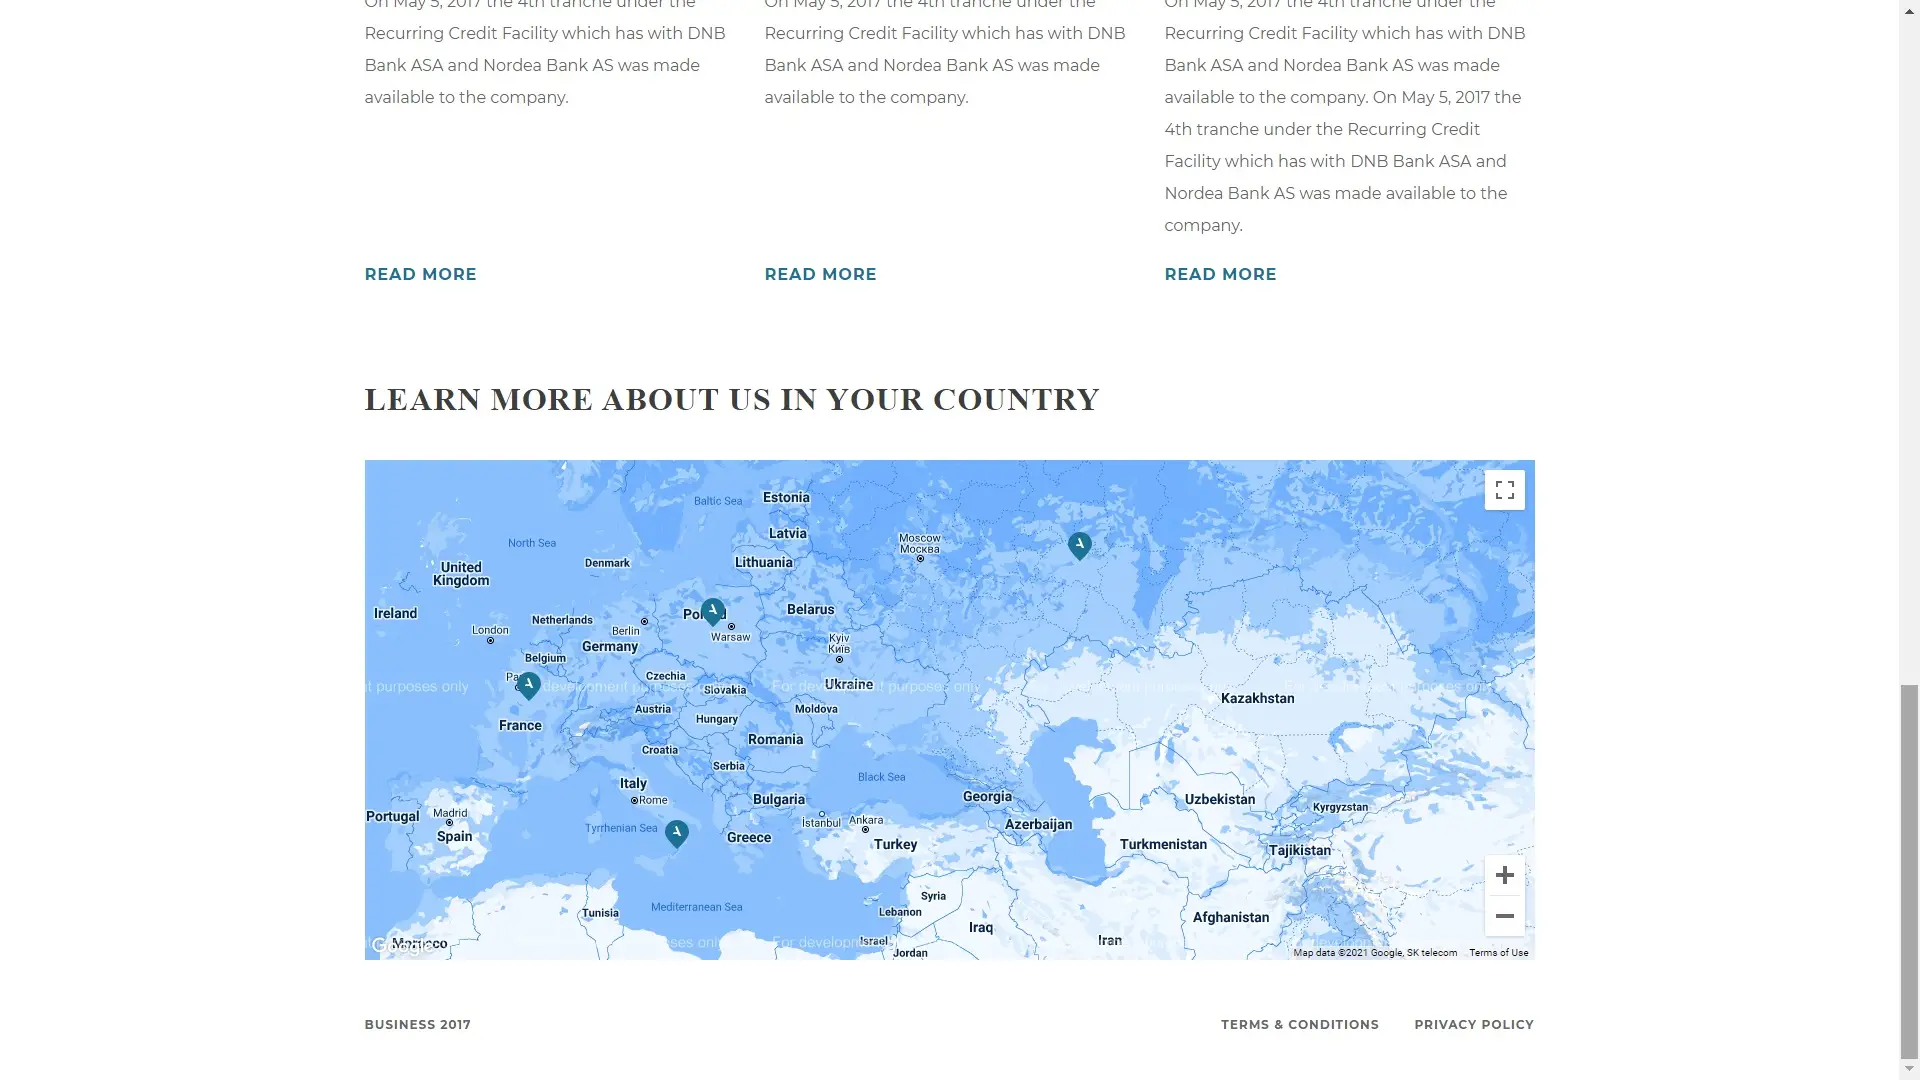 On May 5, 2017 the 4th tranche under the
Recurring Credit Facility which has with DNB
Bank ASA and Nordea Bank AS was made
available to the company.
READ MORE
On May 5, 2017 the 4th tranche under the
Recurring Credit Facility which has with DNB
Bank ASA and Nordea Bank AS was made
available to the company.
READ MORE
On May 5, 2017 the 4th tranche under the
Recurring Credit Facility which has with DNB
Bank ASA and Nordea Bank AS was made
available to the company. On May 5, 2017 the
4th tranche under the Recurring Credit
Facility which has with DNB Bank ASA and
Nordea Bank AS was made available to the
company.
READ MORE
LEARN MORE ABOUT US IN YOUR COUNTRY
Baltic Sea
Estonia
Latvia
Moscow
Москва
North Sea
Denmark
Lithuania
United
Kingdom
Ireland
Belarus
Netherlands
London
Berlin
Warsaw
Kyiv
Київ
Germany
Belgium
Czechia
Ukraine
Slovakia
t purposes only
development purposes
For development purposes only
Kazakhstan
Austria
Moldova
Hungary
France
Romania
Croatia
Serbia
Black Sea
Italy
Rome
Bulgaria
Georgia
Uzbekistan
Kyrgyzstan
Portugal
Madrid
Spain
Tyrrhenian Sea
İstanbul
Ankara
Azerbaijan
Greece
Turkey
Turkmenistan
Tajikistan
Syria
Tunisia
Mediterranean Sea
Lebanon
Iraq
Afghanistan
Google
Morocco
For developm
Israel
Iran
Jordan
Map data ©2021 Google, SK telecom
Terms of Use
BUSINESS 2017
TERMS & CONDITIONS
PRIVACY POLICY